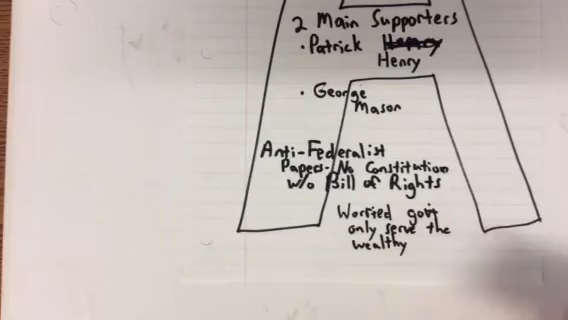 2 Main Supporters
• Patrick Henry
Henry
• George
Mason
Anti-Federalist
Papers-No Constitution
w/o Bill of Rights
Worried gov't
only serve the
wealthy